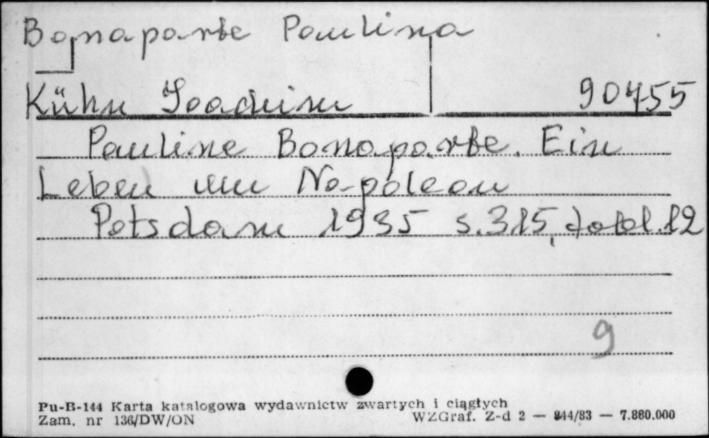 Bonaparte Paulina
Kühn Joachim 90455
Pauline Bonaparte. Ein
Leben um Napoleon
Potsdam 1935 s. 315, tabl. 12
9
Pu-B-144 Karta katalogowa wydawnictw zwartych i ciągłych
Zam. nr 136/DW/ON WZGraf. Z-d 2 — 844/83 — 7.880.000